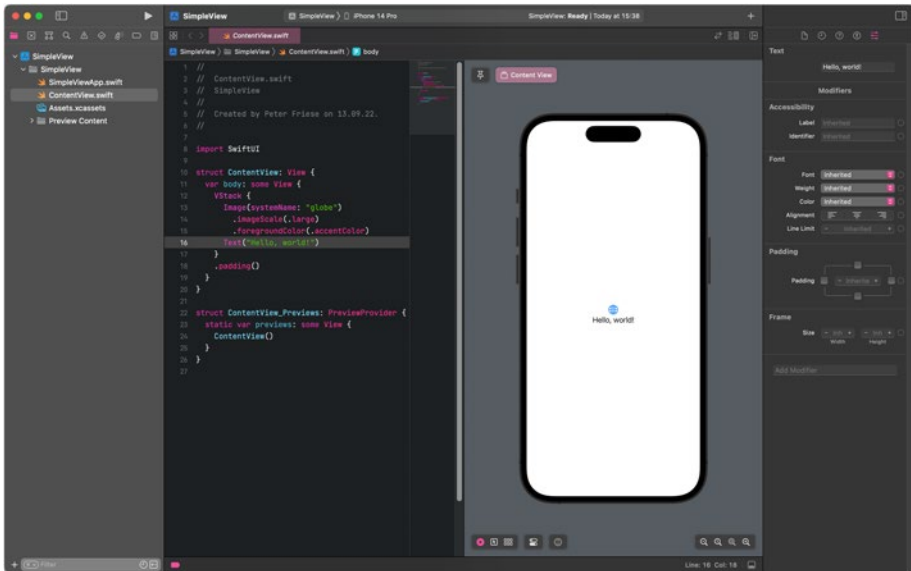 SimpleView
SimpleView
iPhone 14 Pro
SimpleView: Ready | Today at 15:38
+
ContentView.swift
SimpleView
SimpleView
ContentView.swift
body
SimpleView
SimpleView
SimpleViewApp.swift
ContentView.swift
Assets.xcassets
Preview Content
+
Filter
1 //
2 //  ContentView.swift
3 //  SimpleView
4 //
5 //  Created by Peter Friese on 13.09.22.
6 //
7
8 import SwiftUI
9
10 struct ContentView: View {
11   var body: some View {
12     VStack {
13       Image(systemName: "globe")
14         .imageScale(.large)
15         .foregroundColor(.accentColor)
16       Text("Hello, world!")
17     }
18     .padding()
19   }
20 }
21
22 struct ContentView_Previews: PreviewProvider {
23   static var previews: some View {
24     ContentView()
25   }
26 }
27
Content View
Hello, world!
Line: 16 Col: 18
Text
Hello, world!
Modifiers
Accessibility
Label Inherited
Identifier Inherited
Font
Font Inherited
Weight Inherited
Color Inherited
Alignment
Line Limit Inherited
Padding
Padding
Frame
Size
Width Height
Add Modifier